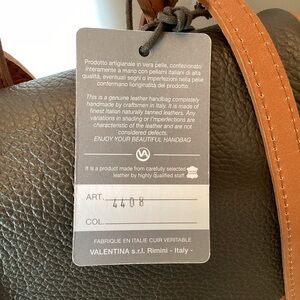 Prodotto artigianale in vera pelle, confezionato
interamente a mano con pellami italiani di alta
qualità, eventuali segni o imperfezioni nella pelle
confermano l'originalità del prodotto.
This is a genuine leather handbag completely
handmade by craftsmen in Italy. It is made of
finest Italian naturally tanned leathers. Any
variations in shading or imperfections are
characteristic of the leather and are not
considered defects.
ENJOY YOUR BEAUTIFUL HANDBAG
VA
It is a product made from carefully selected
leather by highly qualified staff.
ART. 4408
COL.
FABRIQUE EN ITALIE CUIR VERITABLE
VALENTINA s.r.l. Rimini - Italy -